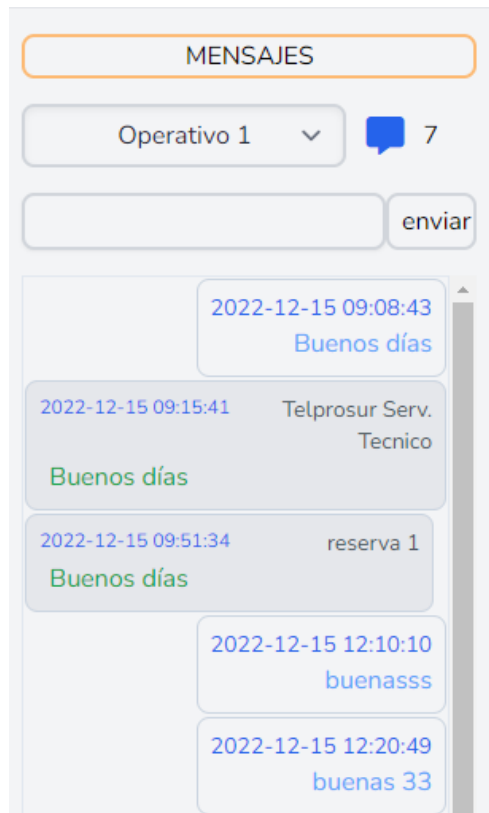 MENSAJES
Operativo 1
7
enviar
2022-12-15 09:08:43
Buenos días
2022-12-15 09:15:41 Telprosur Serv.
Tecnico
Buenos días
2022-12-15 09:51:34 reserva 1
Buenos días
2022-12-15 12:10:10
buenasss
2022-12-15 12:20:49
buenas 33